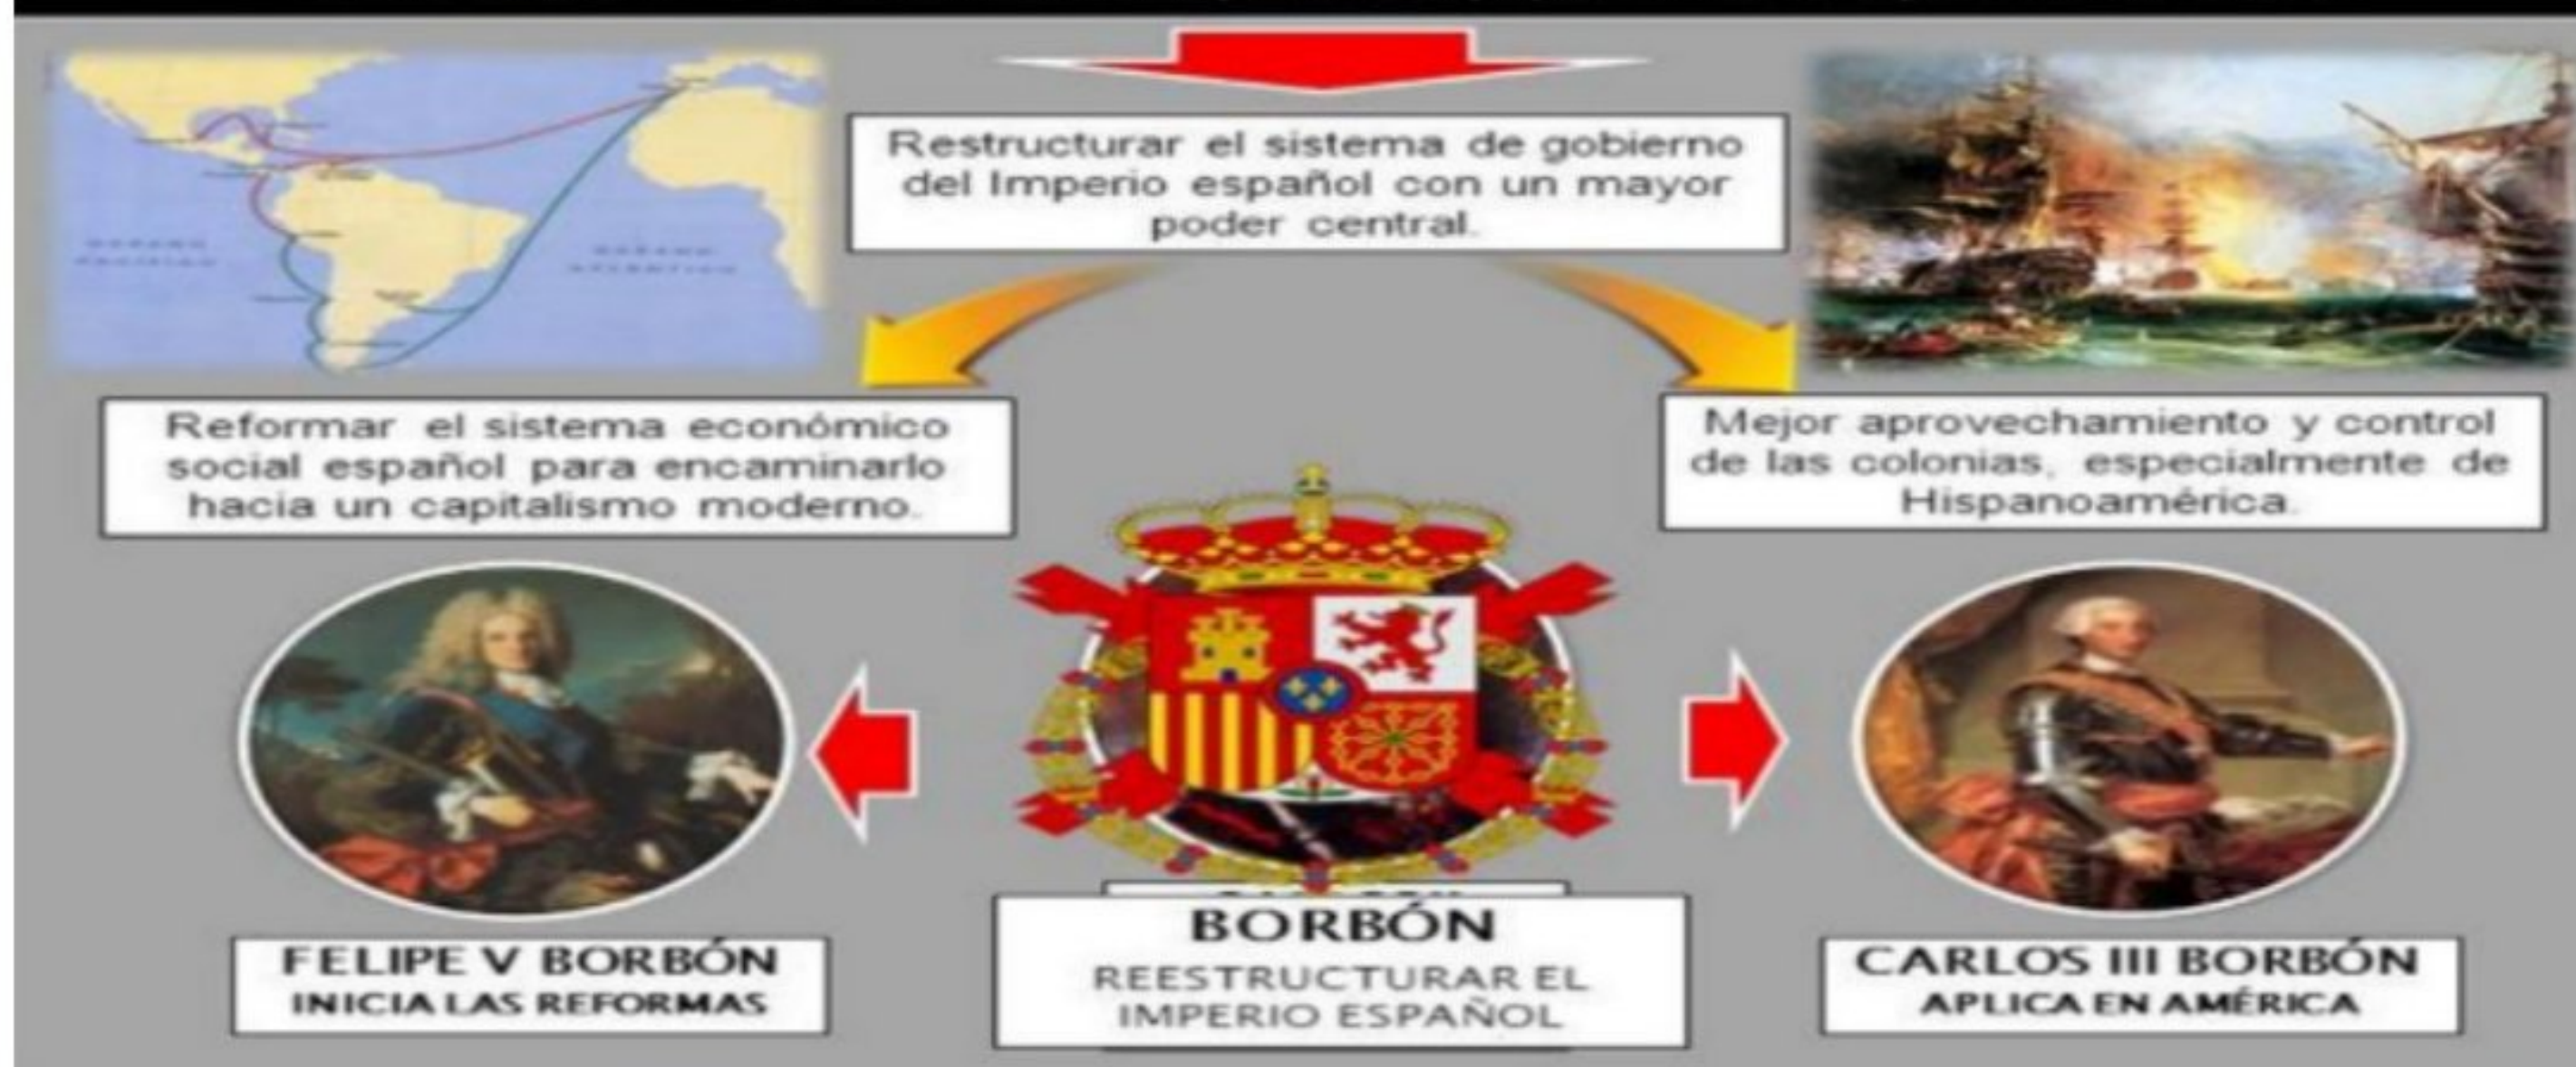 Restructurar el sistema de gobierno
del Imperio español con un mayor
poder central.
Reformar el sistema económico
social español para encaminarlo
hacia un capitalismo moderno.
Mejor aprovechamiento y control
de las colonias, especialmente de
Hispanoamérica.
FELIPE V BORBÓN
INICIA LAS REFORMAS
BORBÓN
REESTRUCTURAR EL
IMPERIO ESPAÑOL
CARLOS III BORBÓN
APLICA EN AMÉRICA